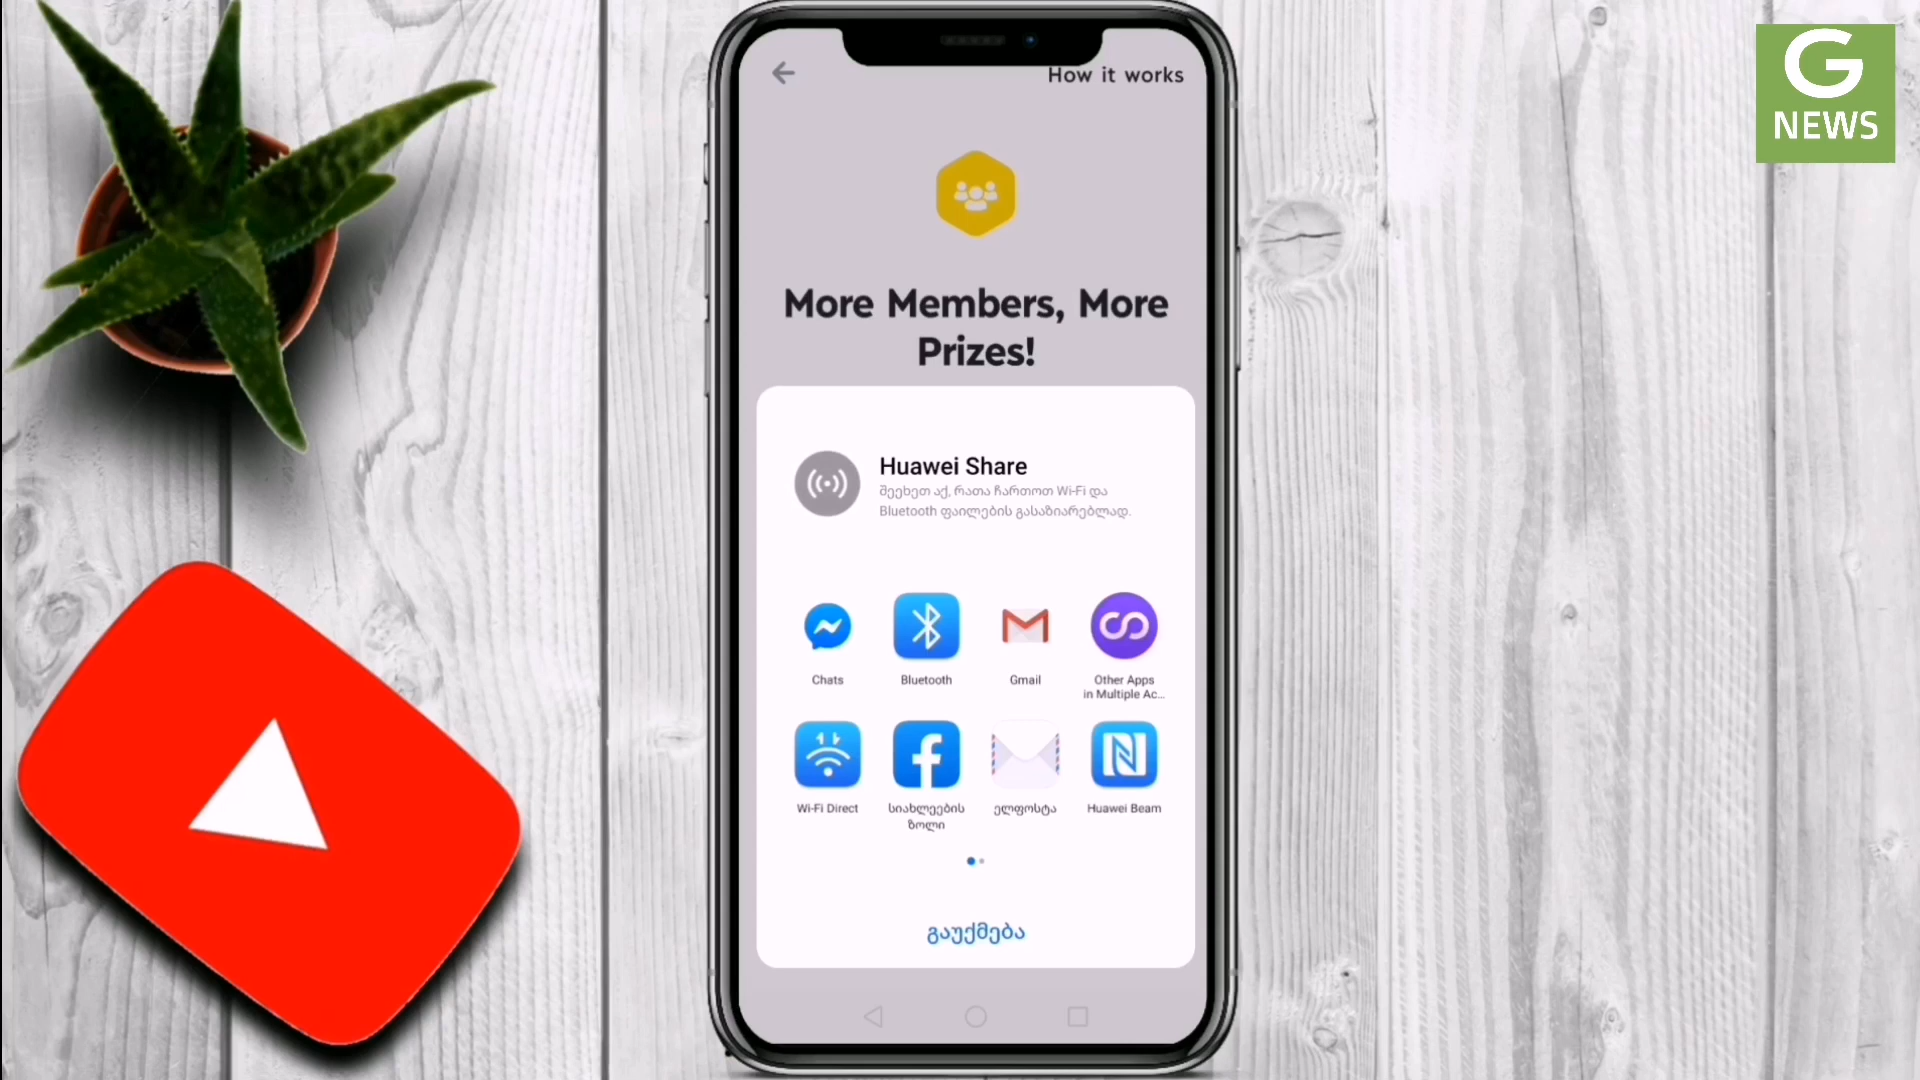 G
NEWS
How it works
More Members, More
Prizes!
Huawei Share
შეეხეთ აქ, რათა ჩართოთ Wi-Fi და
Bluetooth ფაილების გასაზიარებლად.
Chats
Bluetooth
Gmail
Other Apps
in Multiple Ac...
Wi-Fi Direct
სიახლეების
ზოლი
ელფოსტა
Huawei Beam
გაუქმება